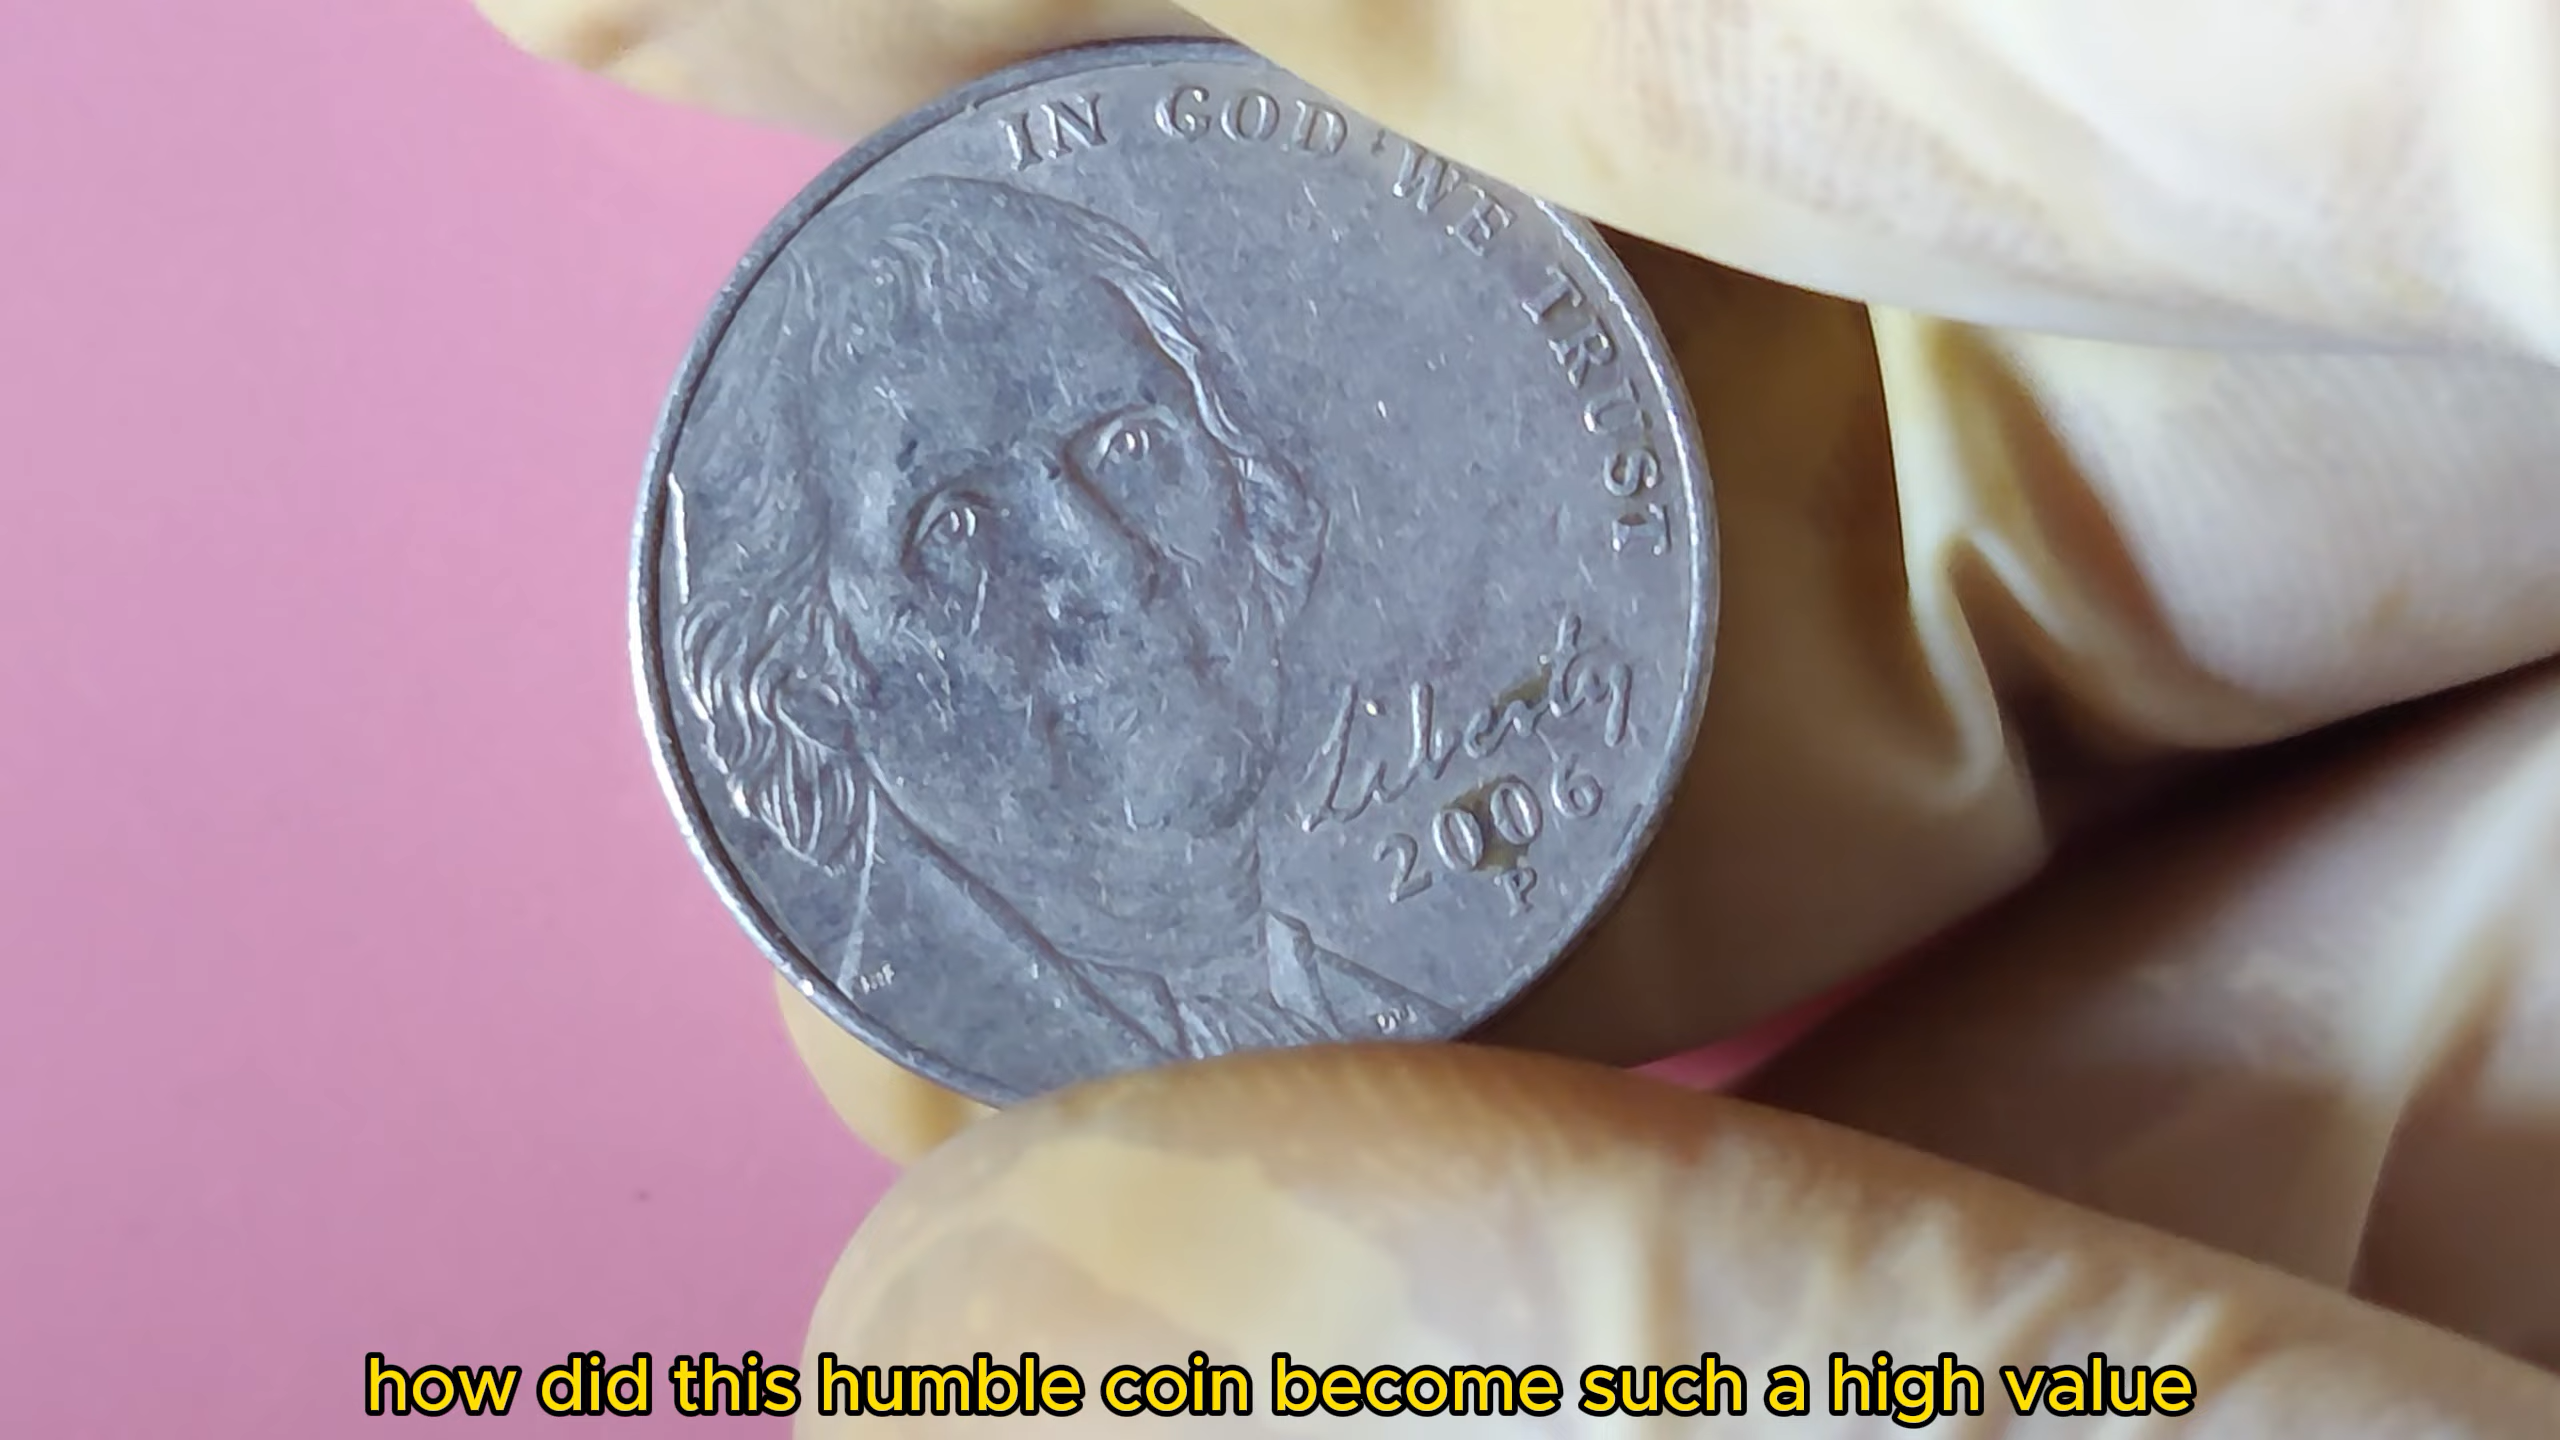 IN GOD WE TRUST
Liberty
2006
P
how did this humble coin become such a high value